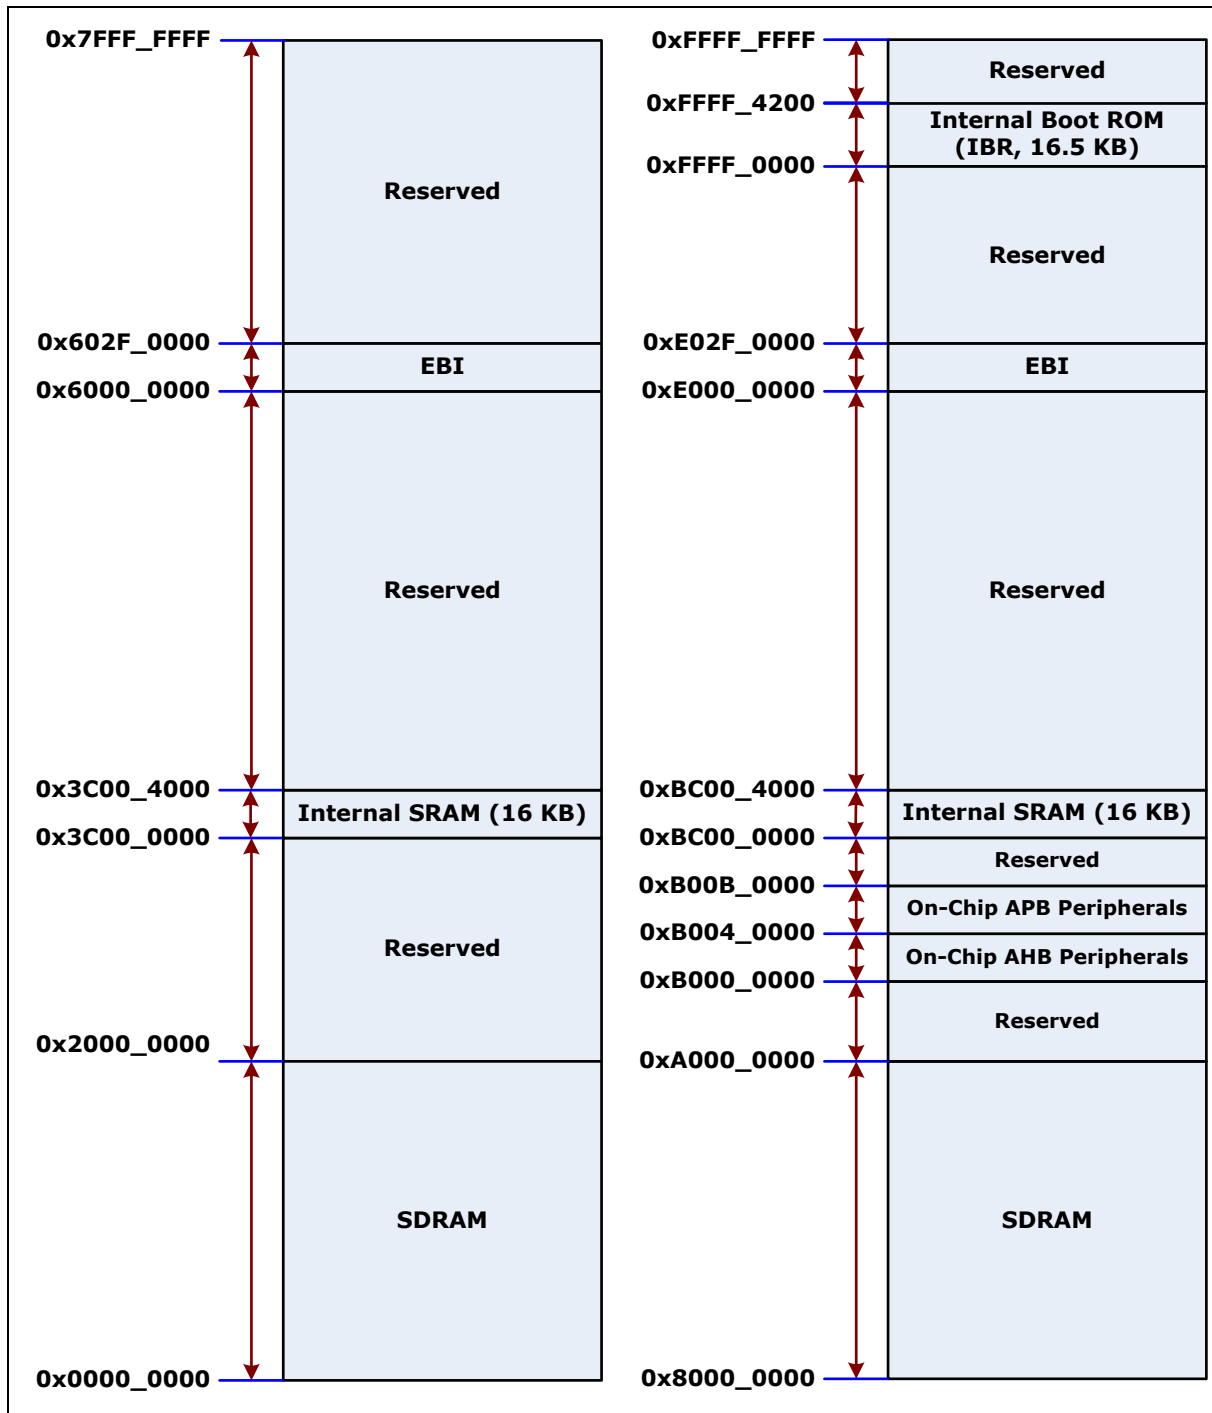 0x7FFF_FFFF
Reserved
0x602F_0000
EBI
0x6000_0000
Reserved
0x3C00_4000
Internal SRAM (16 KB)
0x3C00_0000
Reserved
0x2000_0000
SDRAM
0x0000_0000
0xFFFF_FFFF
Reserved
0xFFFF_4200
Internal Boot ROM
(IBR, 16.5 KB)
0xFFFF_0000
Reserved
0xE02F_0000
EBI
0xE000_0000
Reserved
0xBC00_4000
Internal SRAM (16 KB)
0xBC00_0000
Reserved
0xB00B_0000
On-Chip APB Peripherals
0xB004_0000
On-Chip AHB Peripherals
0xB000_0000
Reserved
0xA000_0000
SDRAM
0x8000_0000